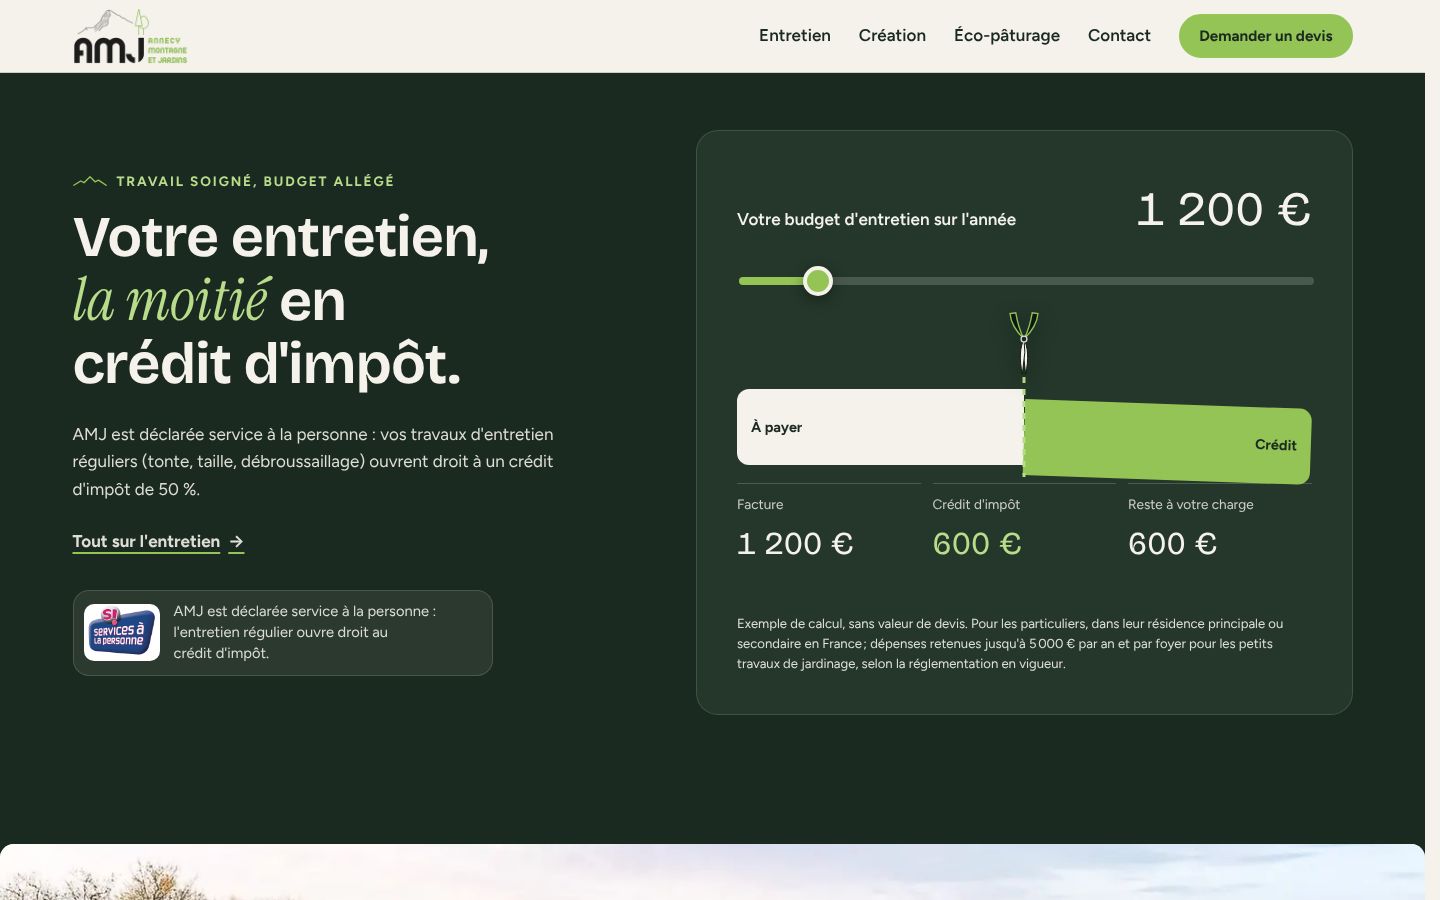 AMJ ANNECY
MONTAGNE
ET JARDINS
Entretien Création Éco-pâturage Contact Demander un devis
TRAVAIL SOIGNÉ, BUDGET ALLÉGÉ
Votre entretien,
la moitié en
crédit d'impôt.
AMJ est déclarée service à la personne : vos travaux d'entretien
réguliers (tonte, taille, débroussaillage) ouvrent droit à un crédit
d'impôt de 50 %.
Tout sur l'entretien →
Services à
la personne
AMJ est déclarée service à la personne :
l'entretien régulier ouvre droit au
crédit d'impôt.
Votre budget d'entretien sur l'année 1 200 €
À payer
Crédit
Facture Crédit d'impôt Reste à votre charge
1 200 € 600 € 600 €
Exemple de calcul, sans valeur de devis. Pour les particuliers, dans leur résidence principale ou
secondaire en France ; dépenses retenues jusqu'à 5 000 € par an et par foyer pour les petits
travaux de jardinage, selon la réglementation en vigueur.